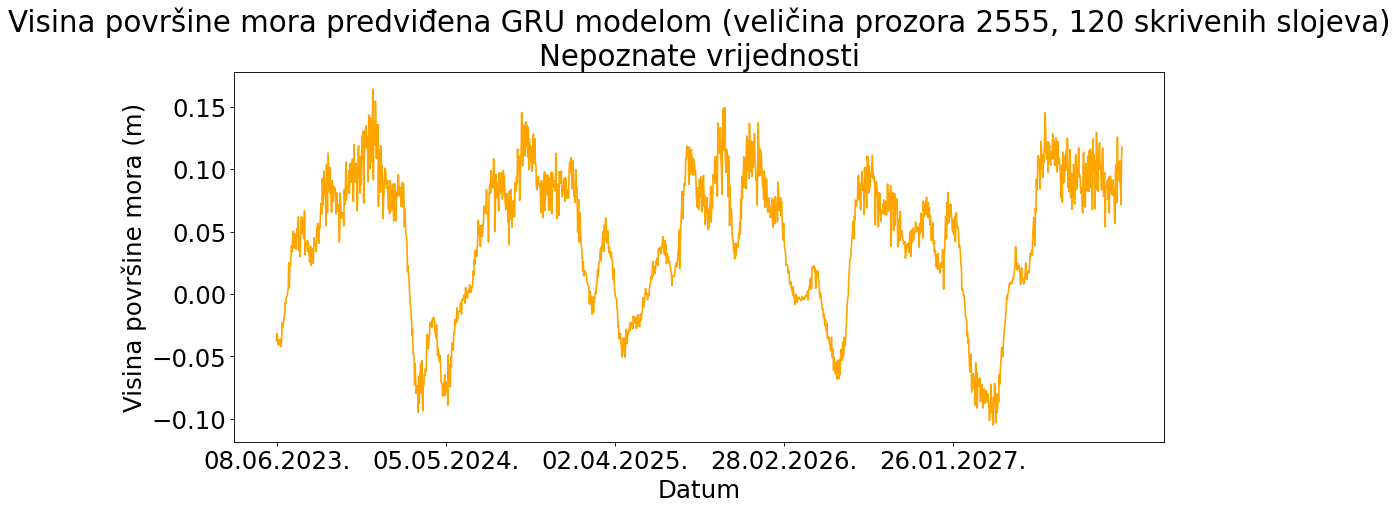 Visina površine mora predviđena GRU modelom (veličina prozora 2555, 120 skrivenih slojeva)
Nepoznate vrijednosti
Visina površine mora (m)
0.15
0.10
0.05
0.00
−0.05
−0.10
08.06.2023. 05.05.2024. 02.04.2025. 28.02.2026. 26.01.2027.
Datum